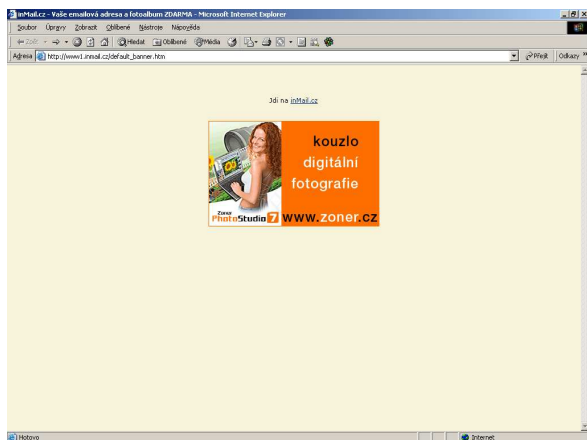 inMail.cz - Vaše emailová adresa a fotoalbum ZDARMA - Microsoft Internet Explorer
Soubor Úpravy Zobrazit Oblíbené Nástroje Nápověda
Zpět Hledat Oblíbené Média
Adresa http://www1.inmail.cz/default_banner.htm Přejít Odkazy »
Jdi na inMail.cz
kouzlo
digitální
fotografie
Zoner
PhotoStudio 7 www.zoner.cz
Hotovo Internet